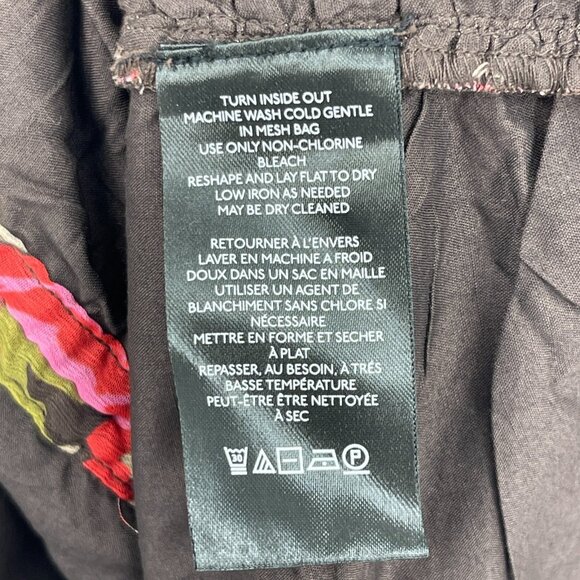 TURN INSIDE OUT
MACHINE WASH COLD GENTLE
IN MESH BAG
USE ONLY NON-CHLORINE
BLEACH
RESHAPE AND LAY FLAT TO DRY
LOW IRON AS NEEDED
MAY BE DRY CLEANED
RETOURNER À L'ENVERS
LAVER EN MACHINE A FROID
DOUX DANS UN SAC EN MAILLE
UTILISER UN AGENT DE
BLANCHIMENT SANS CHLORE SI
NÉCESSAIRE
METTRE EN FORME ET SECHER
À PLAT
REPASSER, AU BESOIN, À TRÉS
BASSE TEMPÉRATURE
PEUT-ÊTRE ÊTRE NETTOYÉE
À SEC
30 P